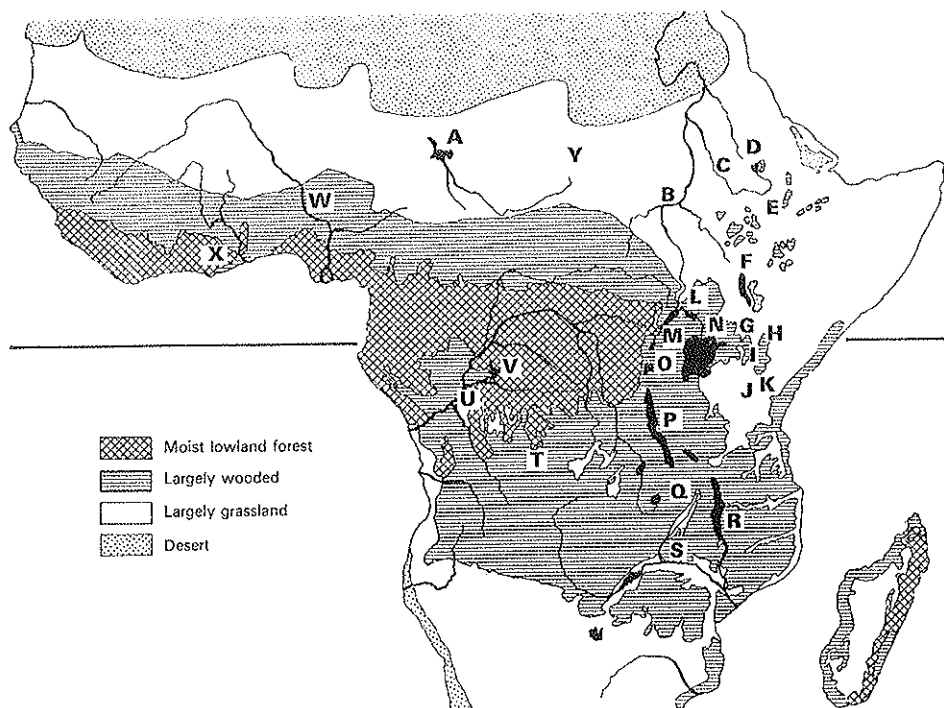 A
Y
D
C
B
E
W
F
X
L
G
N
H
M
O
I
V
J
K
U
P
Moist lowland forest
T
Largely wooded
Q
Largely grassland
R
Desert
S